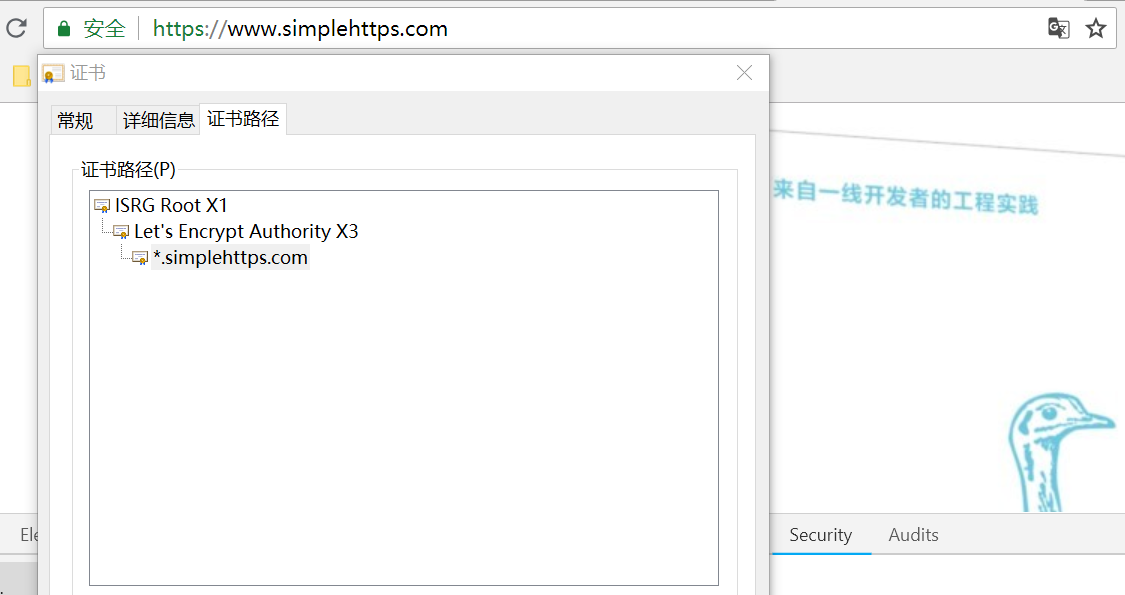 安全
https://www.simplehttps.com
证书
常规
详细信息
证书路径
证书路径(P)
ISRG Root X1
Let's Encrypt Authority X3
*.simplehttps.com
来自一线开发者的工程实践
Ele
Security
Audits